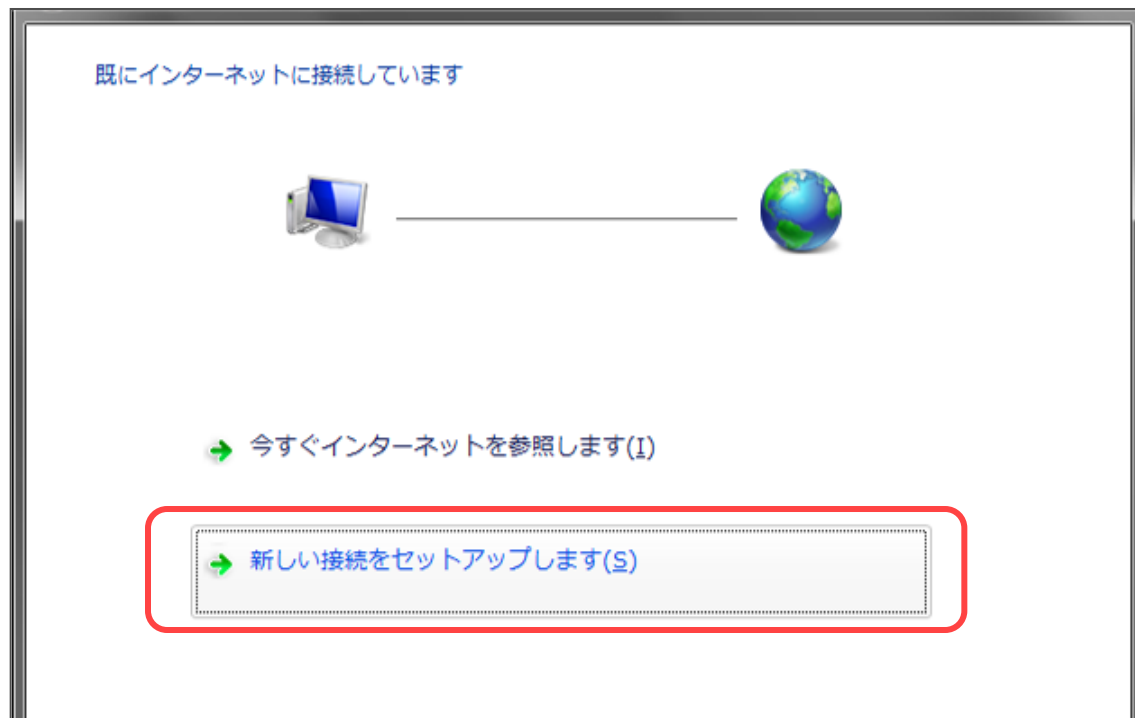 既にインターネットに接続しています
今すぐインターネットを参照します(I)
新しい接続をセットアップします(S)